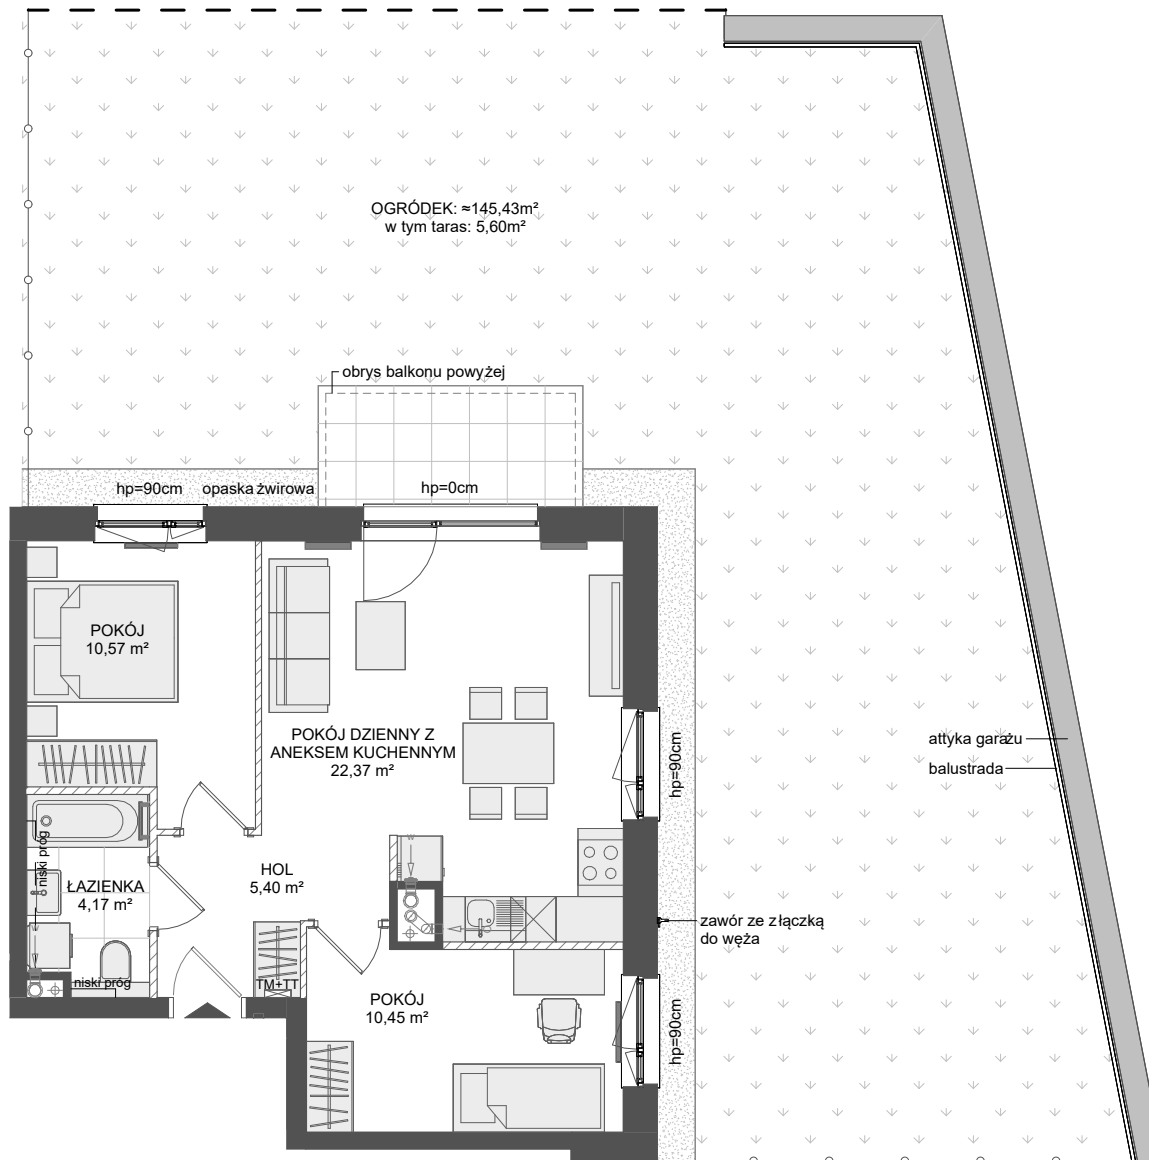 OGRÓDEK: ≈145,43m²
w tym taras: 5,60m²
obrys balkonu powyżej
hp=90cm
opaska żwirowa
hp=0cm
POKÓJ
10,57 m²
POKÓJ DZIENNY Z
ANEKSEM KUCHENNYM
22,37 m²
hp=90cm
attyka garażu
balustrada
niski próg
ŁAZIENKA
4,17 m²
HOL
5,40 m²
zawór ze złączką
do węża
niski próg
TM+TT
POKÓJ
10,45 m²
hp=90cm